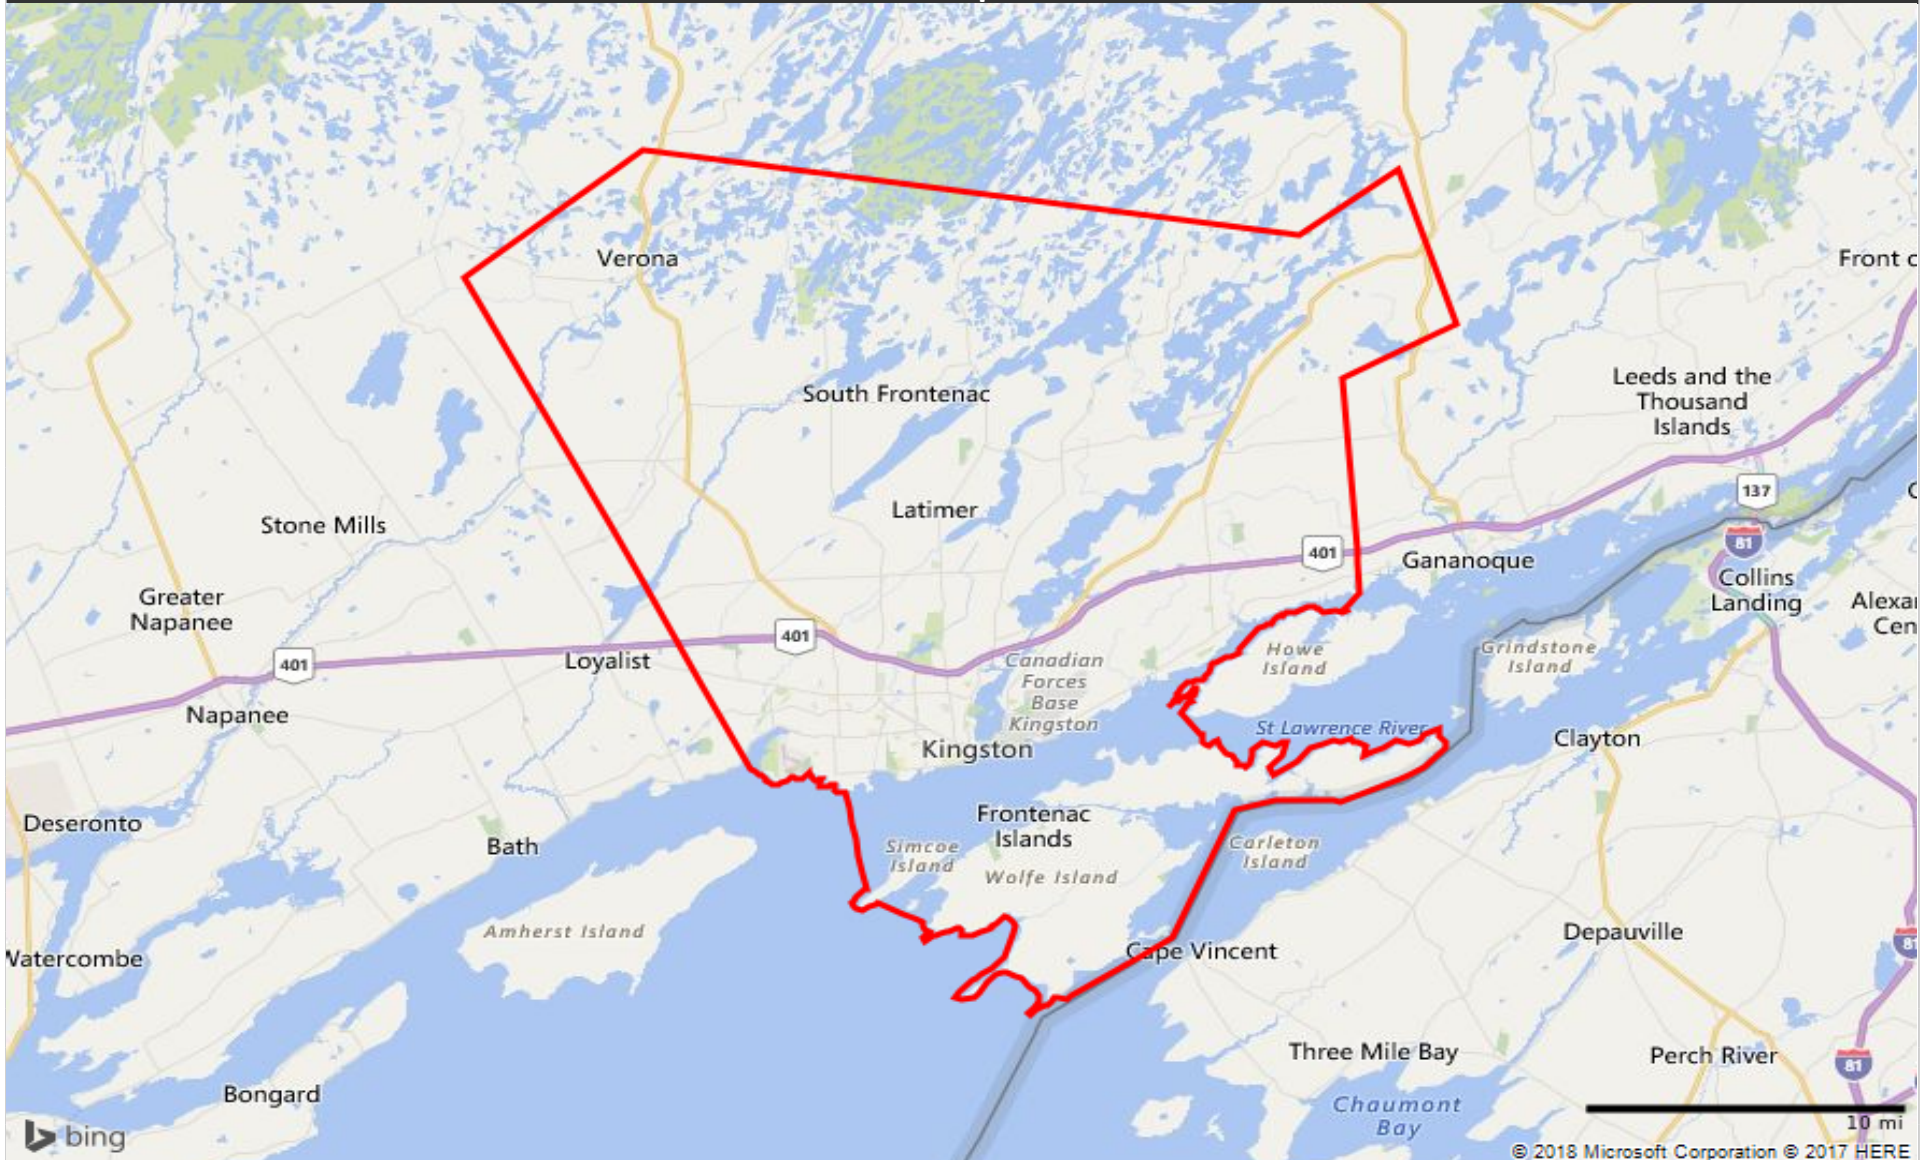 Verona
Front
South Frontenac
Leeds and the
Thousand
Islands
Latimer
137
Stone Mills
401
Gananoque
81
Collins
Landing
Greater
Napanee
401
401
Loyalist
Canadian
Forces
Base
Kingston
Howe
Island
Grindstone
Island
Napanee
Kingston
St Lawrence River
Clayton
Deseronto
Bath
Frontenac
Islands
Simcoe
Island
Wolfe Island
Carleton
Island
Amherst Island
Cape Vincent
Depauville
81
Three Mile Bay
Perch River
81
Bongard
Chaumont
Bay
10 mi
bing
© 2018 Microsoft Corporation © 2017 HERE